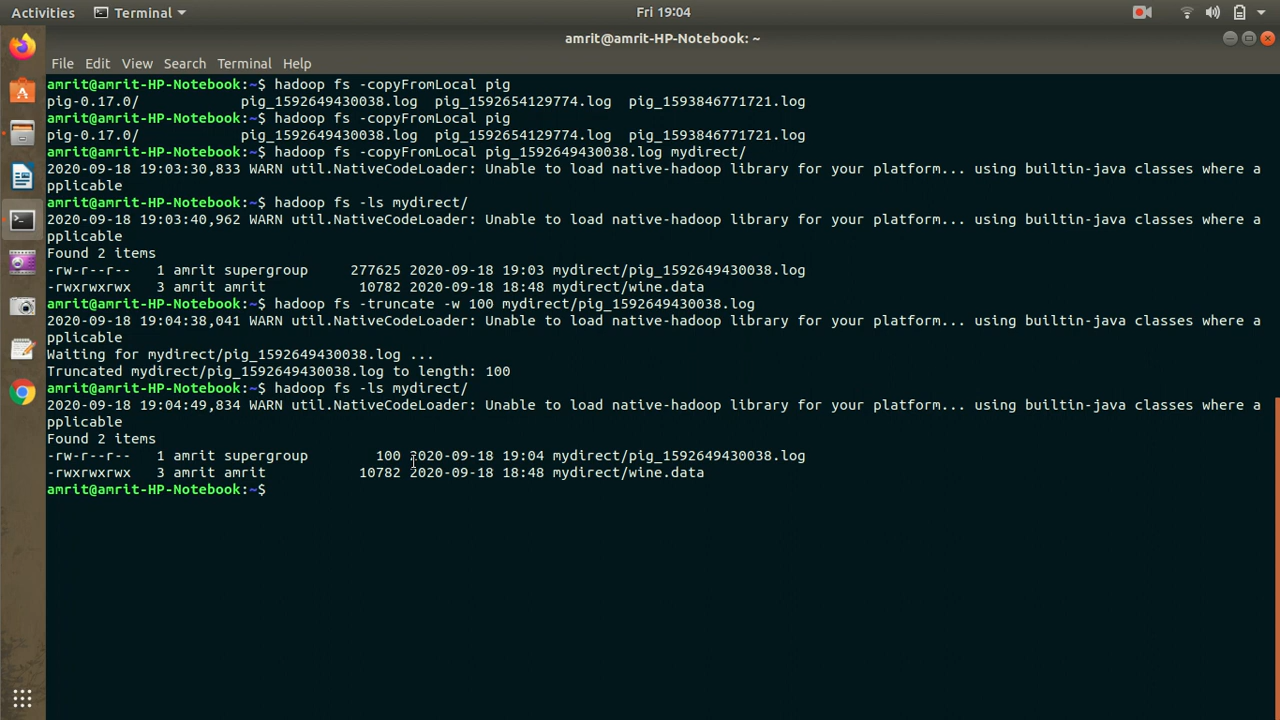 Activities Terminal Fri 19:04
amrit@amrit-HP-Notebook: ~
File Edit View Search Terminal Help
amrit@amrit-HP-Notebook:~$ hadoop fs -copyFromLocal pig
pig-0.17.0/ pig_1592649430038.log pig_1592654129774.log pig_1593846771721.log
amrit@amrit-HP-Notebook:~$ hadoop fs -copyFromLocal pig
pig-0.17.0/ pig_1592649430038.log pig_1592654129774.log pig_1593846771721.log
amrit@amrit-HP-Notebook:~$ hadoop fs -copyFromLocal pig_1592649430038.log mydirect/
2020-09-18 19:03:30,833 WARN util.NativeCodeLoader: Unable to load native-hadoop library for your platform... using builtin-java classes where a
pplicable
amrit@amrit-HP-Notebook:~$ hadoop fs -ls mydirect/
2020-09-18 19:03:40,962 WARN util.NativeCodeLoader: Unable to load native-hadoop library for your platform... using builtin-java classes where a
pplicable
Found 2 items
-rw-r--r-- 1 amrit supergroup 277625 2020-09-18 19:03 mydirect/pig_1592649430038.log
-rwxrwxrwx 3 amrit amrit 10782 2020-09-18 18:48 mydirect/wine.data
amrit@amrit-HP-Notebook:~$ hadoop fs -truncate -w 100 mydirect/pig_1592649430038.log
2020-09-18 19:04:38,041 WARN util.NativeCodeLoader: Unable to load native-hadoop library for your platform... using builtin-java classes where a
pplicable
Waiting for mydirect/pig_1592649430038.log ...
Truncated mydirect/pig_1592649430038.log to length: 100
amrit@amrit-HP-Notebook:~$ hadoop fs -ls mydirect/
2020-09-18 19:04:49,834 WARN util.NativeCodeLoader: Unable to load native-hadoop library for your platform... using builtin-java classes where a
pplicable
Found 2 items
-rw-r--r-- 1 amrit supergroup 100 2020-09-18 19:04 mydirect/pig_1592649430038.log
-rwxrwxrwx 3 amrit amrit 10782 2020-09-18 18:48 mydirect/wine.data
amrit@amrit-HP-Notebook:~$